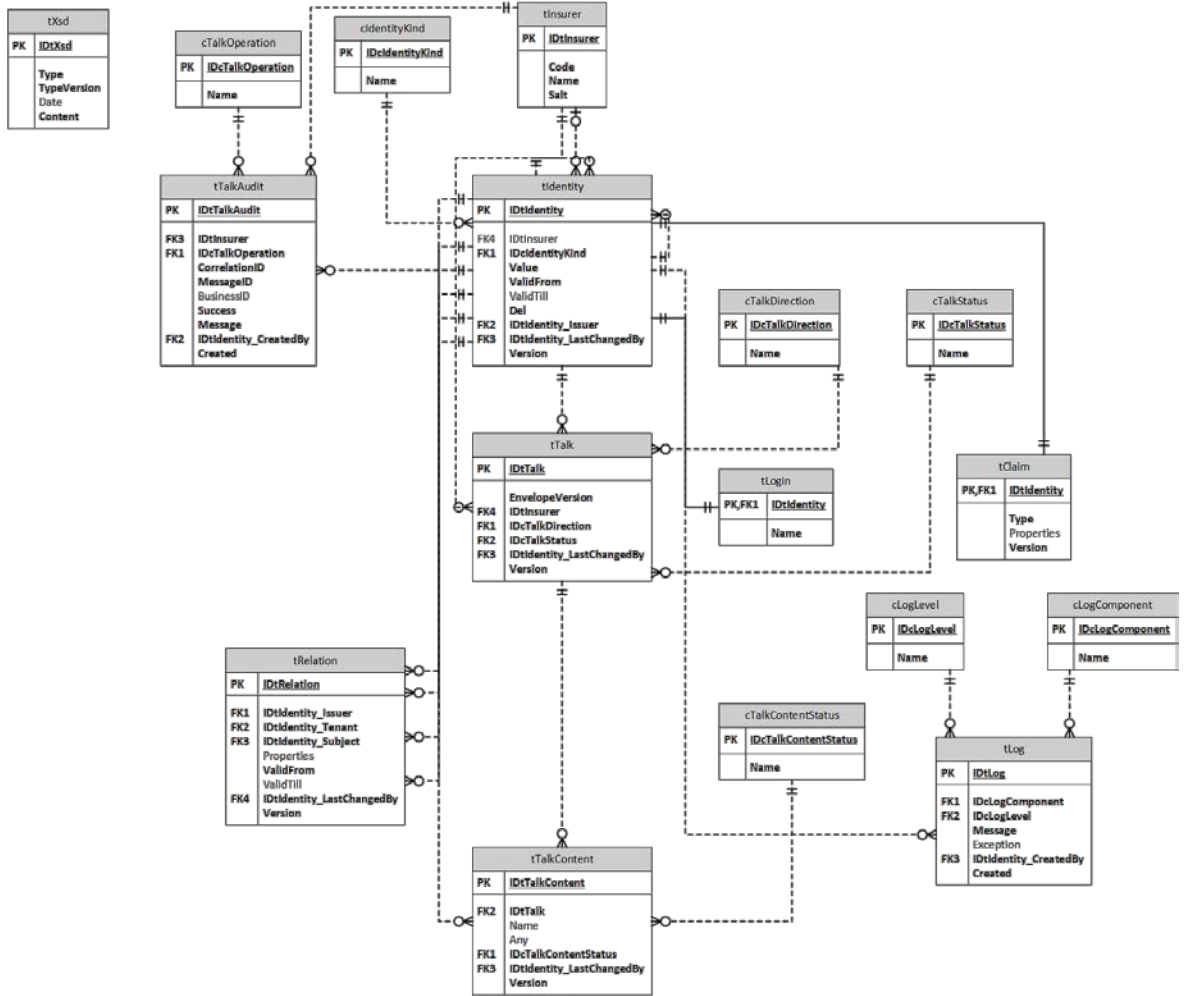 tXsd
PK IDtXsd
Type
TypeVersion
Date
Content
cTalkOperation
PK IDcTalkOperation
Name
cIdentityKind
PK IDcIdentityKind
Name
tInsurer
PK IDtInsurer
Code
Name
Salt
tTalkAudit
PK IDtTalkAudit
FK3 IDtInsurer
FK1 IDcTalkOperation
CorrelationID
MessageID
BusinessID
Success
Message
FK2 IDtIdentity_CreatedBy
Created
tIdentity
PK IDtIdentity
FK4 IDtInsurer
FK1 IDcIdentityKind
Value
ValidFrom
ValidTill
Del
FK2 IDtIdentity_Issuer
FK3 IDtIdentity_LastChangedBy
Version
cTalkDirection
PK IDcTalkDirection
Name
cTalkStatus
PK IDcTalkStatus
Name
tTalk
PK IDtTalk
EnvelopeVersion
FK4 IDtInsurer
FK1 IDcTalkDirection
FK2 IDcTalkStatus
FK3 IDtIdentity_LastChangedBy
Version
tLogin
PK,FK1 IDtIdentity
Name
tClaim
PK,FK1 IDtIdentity
Type
Properties
Version
cLogLevel
PK IDcLogLevel
Name
cLogComponent
PK IDcLogComponent
Name
tRelation
PK IDtRelation
FK1 IDtIdentity_Issuer
FK2 IDtIdentity_Tenant
FK3 IDtIdentity_Subject
Properties
ValidFrom
ValidTill
FK4 IDtIdentity_LastChangedBy
Version
cTalkContentStatus
PK IDcTalkContentStatus
Name
tLog
PK IDtLog
FK1 IDcLogComponent
FK2 IDcLogLevel
Message
Exception
FK3 IDtIdentity_CreatedBy
Created
tTalkContent
PK IDtTalkContent
FK2 IDtTalk
Name
Any
FK1 IDcTalkContentStatus
FK3 IDtIdentity_LastChangedBy
Version